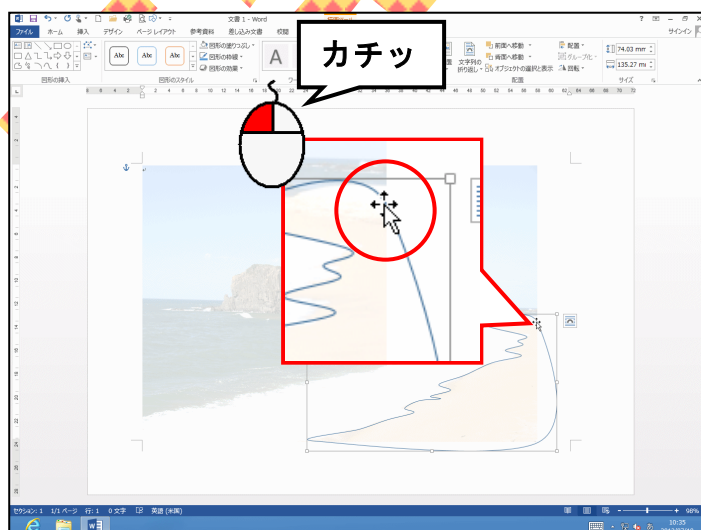 文書 1 - Word
サインイン
ファイル ホーム 挿入 デザイン ページ レイアウト 参考資料 差し込み文書 校閲
カチッ
図形の塗りつぶし
図形の枠線
図形の効果
Abc Abc Abc
A
文字列の
折り返し
前面へ移動
背面へ移動
オブジェクトの選択と表示
配置
グループ化
回転
74.03 mm
135.27 mm
図形の挿入 図形のスタイル 配置 サイズ
セクション: 1 1/1 ページ 行: 1 0 文字 英語 (米国) 98%
10:35